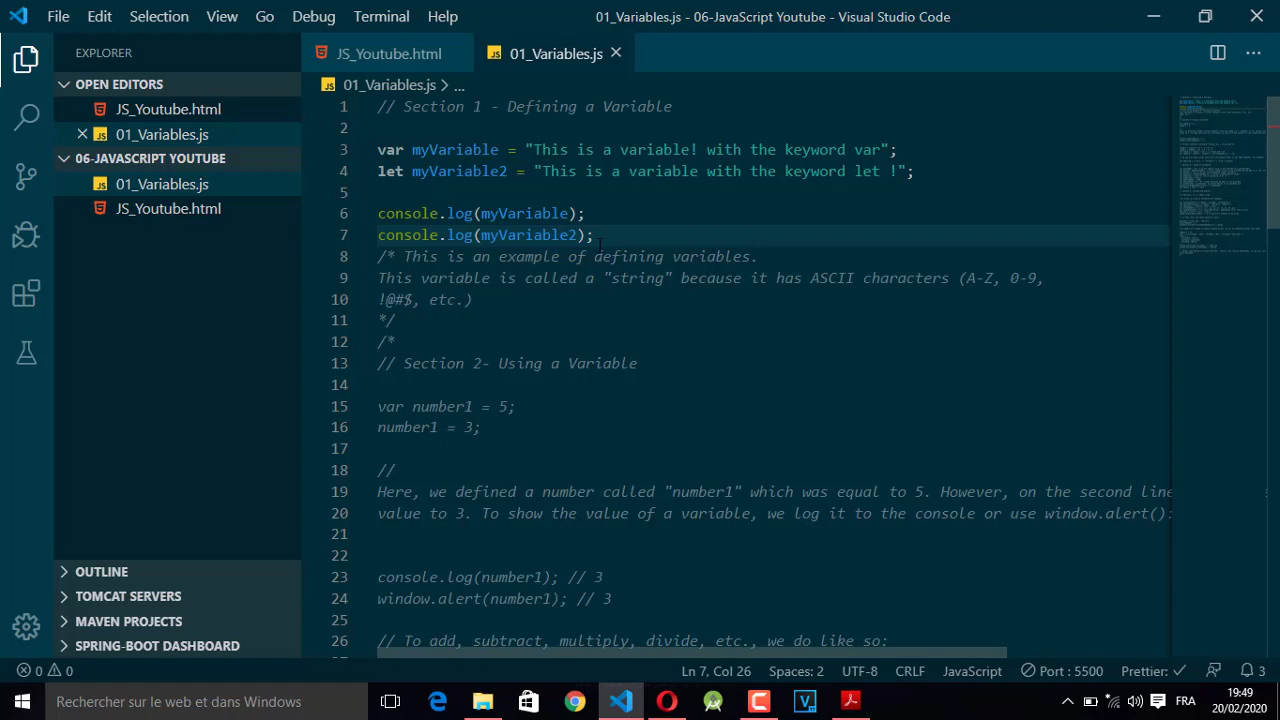 File Edit Selection View Go Debug Terminal Help 01_Variables.js - 06-JavaScript Youtube - Visual Studio Code
EXPLORER
OPEN EDITORS
JS_Youtube.html
01_Variables.js
06-JAVASCRIPT YOUTUBE
01_Variables.js
JS_Youtube.html
OUTLINE
TOMCAT SERVERS
MAVEN PROJECTS
SPRING-BOOT DASHBOARD
JS_Youtube.html 01_Variables.js
01_Variables.js > ...
1 // Section 1 - Defining a Variable
2
3 var myVariable = "This is a variable! with the keyword var";
4 let myVariable2 = "This is a variable with the keyword let !";
5
6 console.log(myVariable);
7 console.log(myVariable2);
8 /* This is an example of defining variables.
9 This variable is called a "string" because it has ASCII characters (A-Z, 0-9,
10 !@#$, etc.)
11 */
12 /*
13 // Section 2- Using a Variable
14
15 var number1 = 5;
16 number1 = 3;
17
18 //
19 Here, we defined a number called "number1" which was equal to 5. However, on the second line
20 value to 3. To show the value of a variable, we log it to the console or use window.alert():
21
22
23 console.log(number1); // 3
24 window.alert(number1); // 3
25
26 // To add, subtract, multiply, divide, etc., we do like so:
0 0 Ln 7, Col 26 Spaces: 2 UTF-8 CRLF JavaScript Port : 5500 Prettier: 3
Rechercher sur le web et dans Windows FRA 19:49
20/02/2020